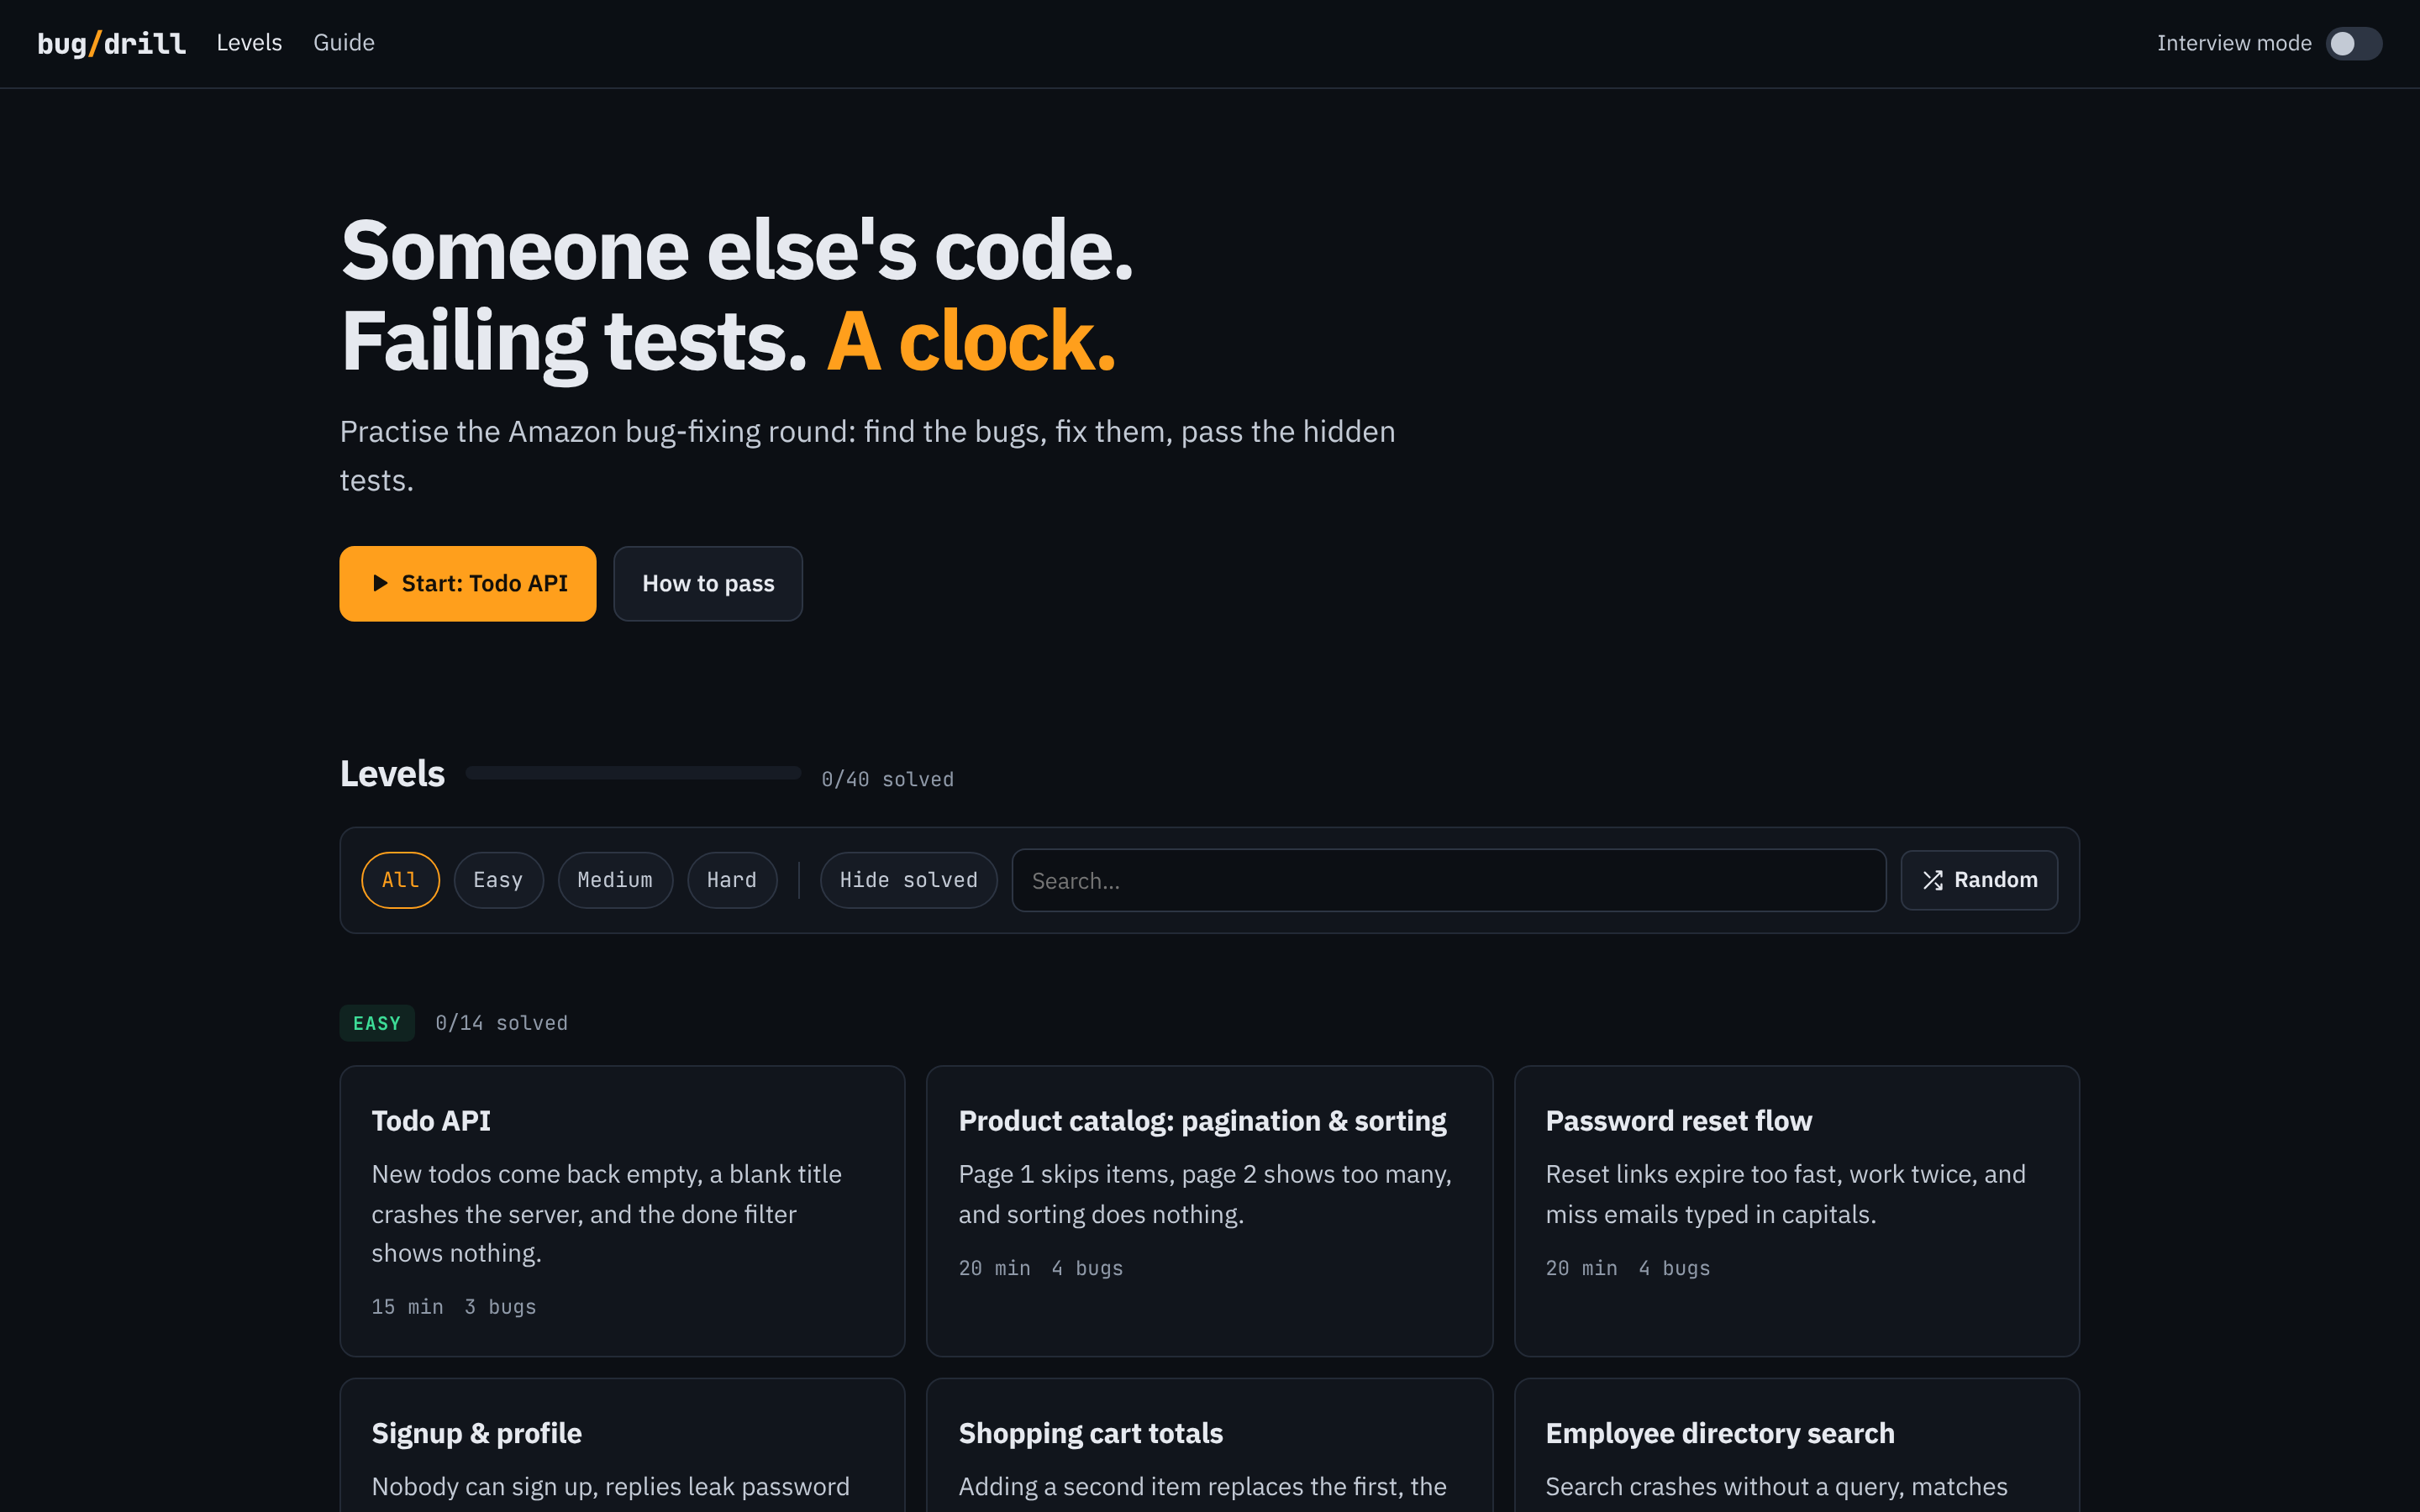 bug/drill Levels Guide Interview mode
Someone else's code.
Failing tests. A clock.
Practise the Amazon bug-fixing round: find the bugs, fix them, pass the hidden
tests.
Start: Todo API How to pass
Levels 0/40 solved
All Easy Medium Hard Hide solved Search... Random
EASY 0/14 solved
Todo API
New todos come back empty, a blank title
crashes the server, and the done filter
shows nothing.
15 min 3 bugs
Product catalog: pagination & sorting
Page 1 skips items, page 2 shows too many,
and sorting does nothing.
20 min 4 bugs
Password reset flow
Reset links expire too fast, work twice, and
miss emails typed in capitals.
20 min 4 bugs
Signup & profile
Nobody can sign up, replies leak password
Shopping cart totals
Adding a second item replaces the first, the
Employee directory search
Search crashes without a query, matches